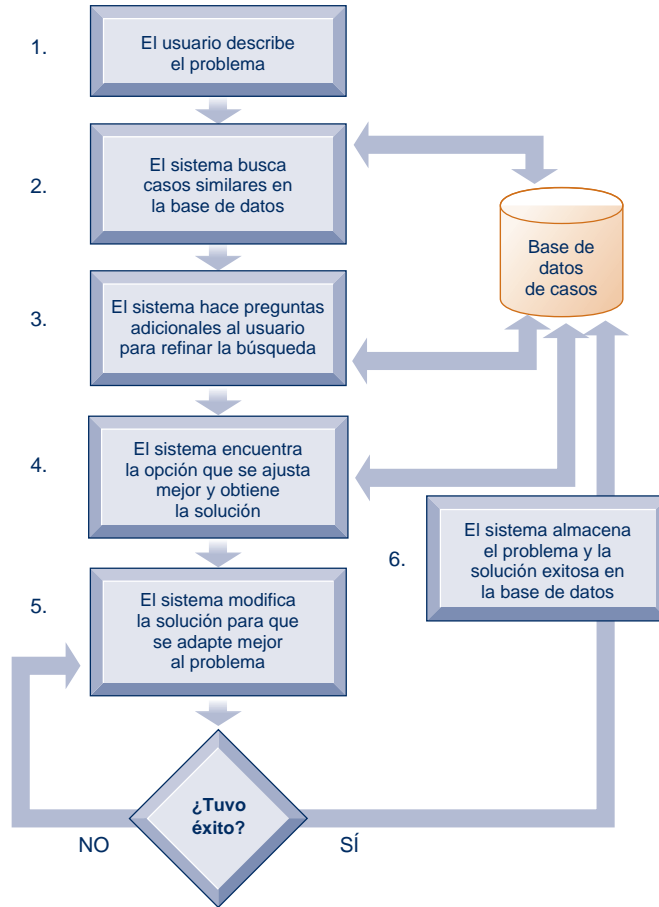 1.
El usuario describe
el problema
2.
El sistema busca
casos similares en
la base de datos
Base de
datos
de casos
3.
El sistema hace preguntas
adicionales al usuario
para refinar la búsqueda
4.
El sistema encuentra
la opción que se ajusta
mejor y obtiene
la solución
5.
El sistema modifica
la solución para que
se adapte mejor
al problema
6.
El sistema almacena
el problema y la
solución exitosa en
la base de datos
¿Tuvo
éxito?
NO
SÍ